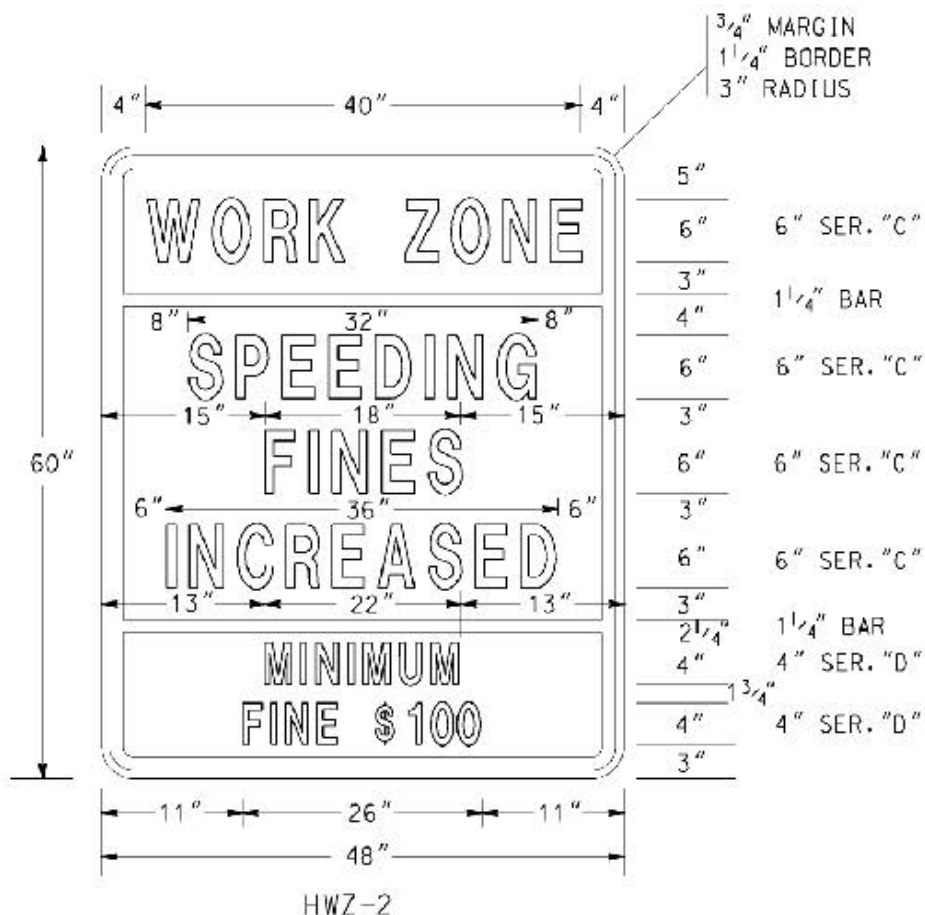 3/4" MARGIN
1 1/4" BORDER
3" RADIUS
4" 40" 4"
5"
WORK ZONE 6" 6" SER. "C"
3"
1 1/4" BAR
8" 32" 8" 4"
SPEEDING 6" 6" SER. "C"
15" 18" 15" 3"
60" FINES 6" 6" SER. "C"
6" 36" 6" 3"
INCREASED 6" 6" SER. "C"
13" 22" 13" 3"
2 1/4" 1 1/4" BAR
MINIMUM 4" 4" SER. "D"
1 3/4"
FINE $100 4" 4" SER. "D"
3"
11" 26" 11"
48"
HWZ-2